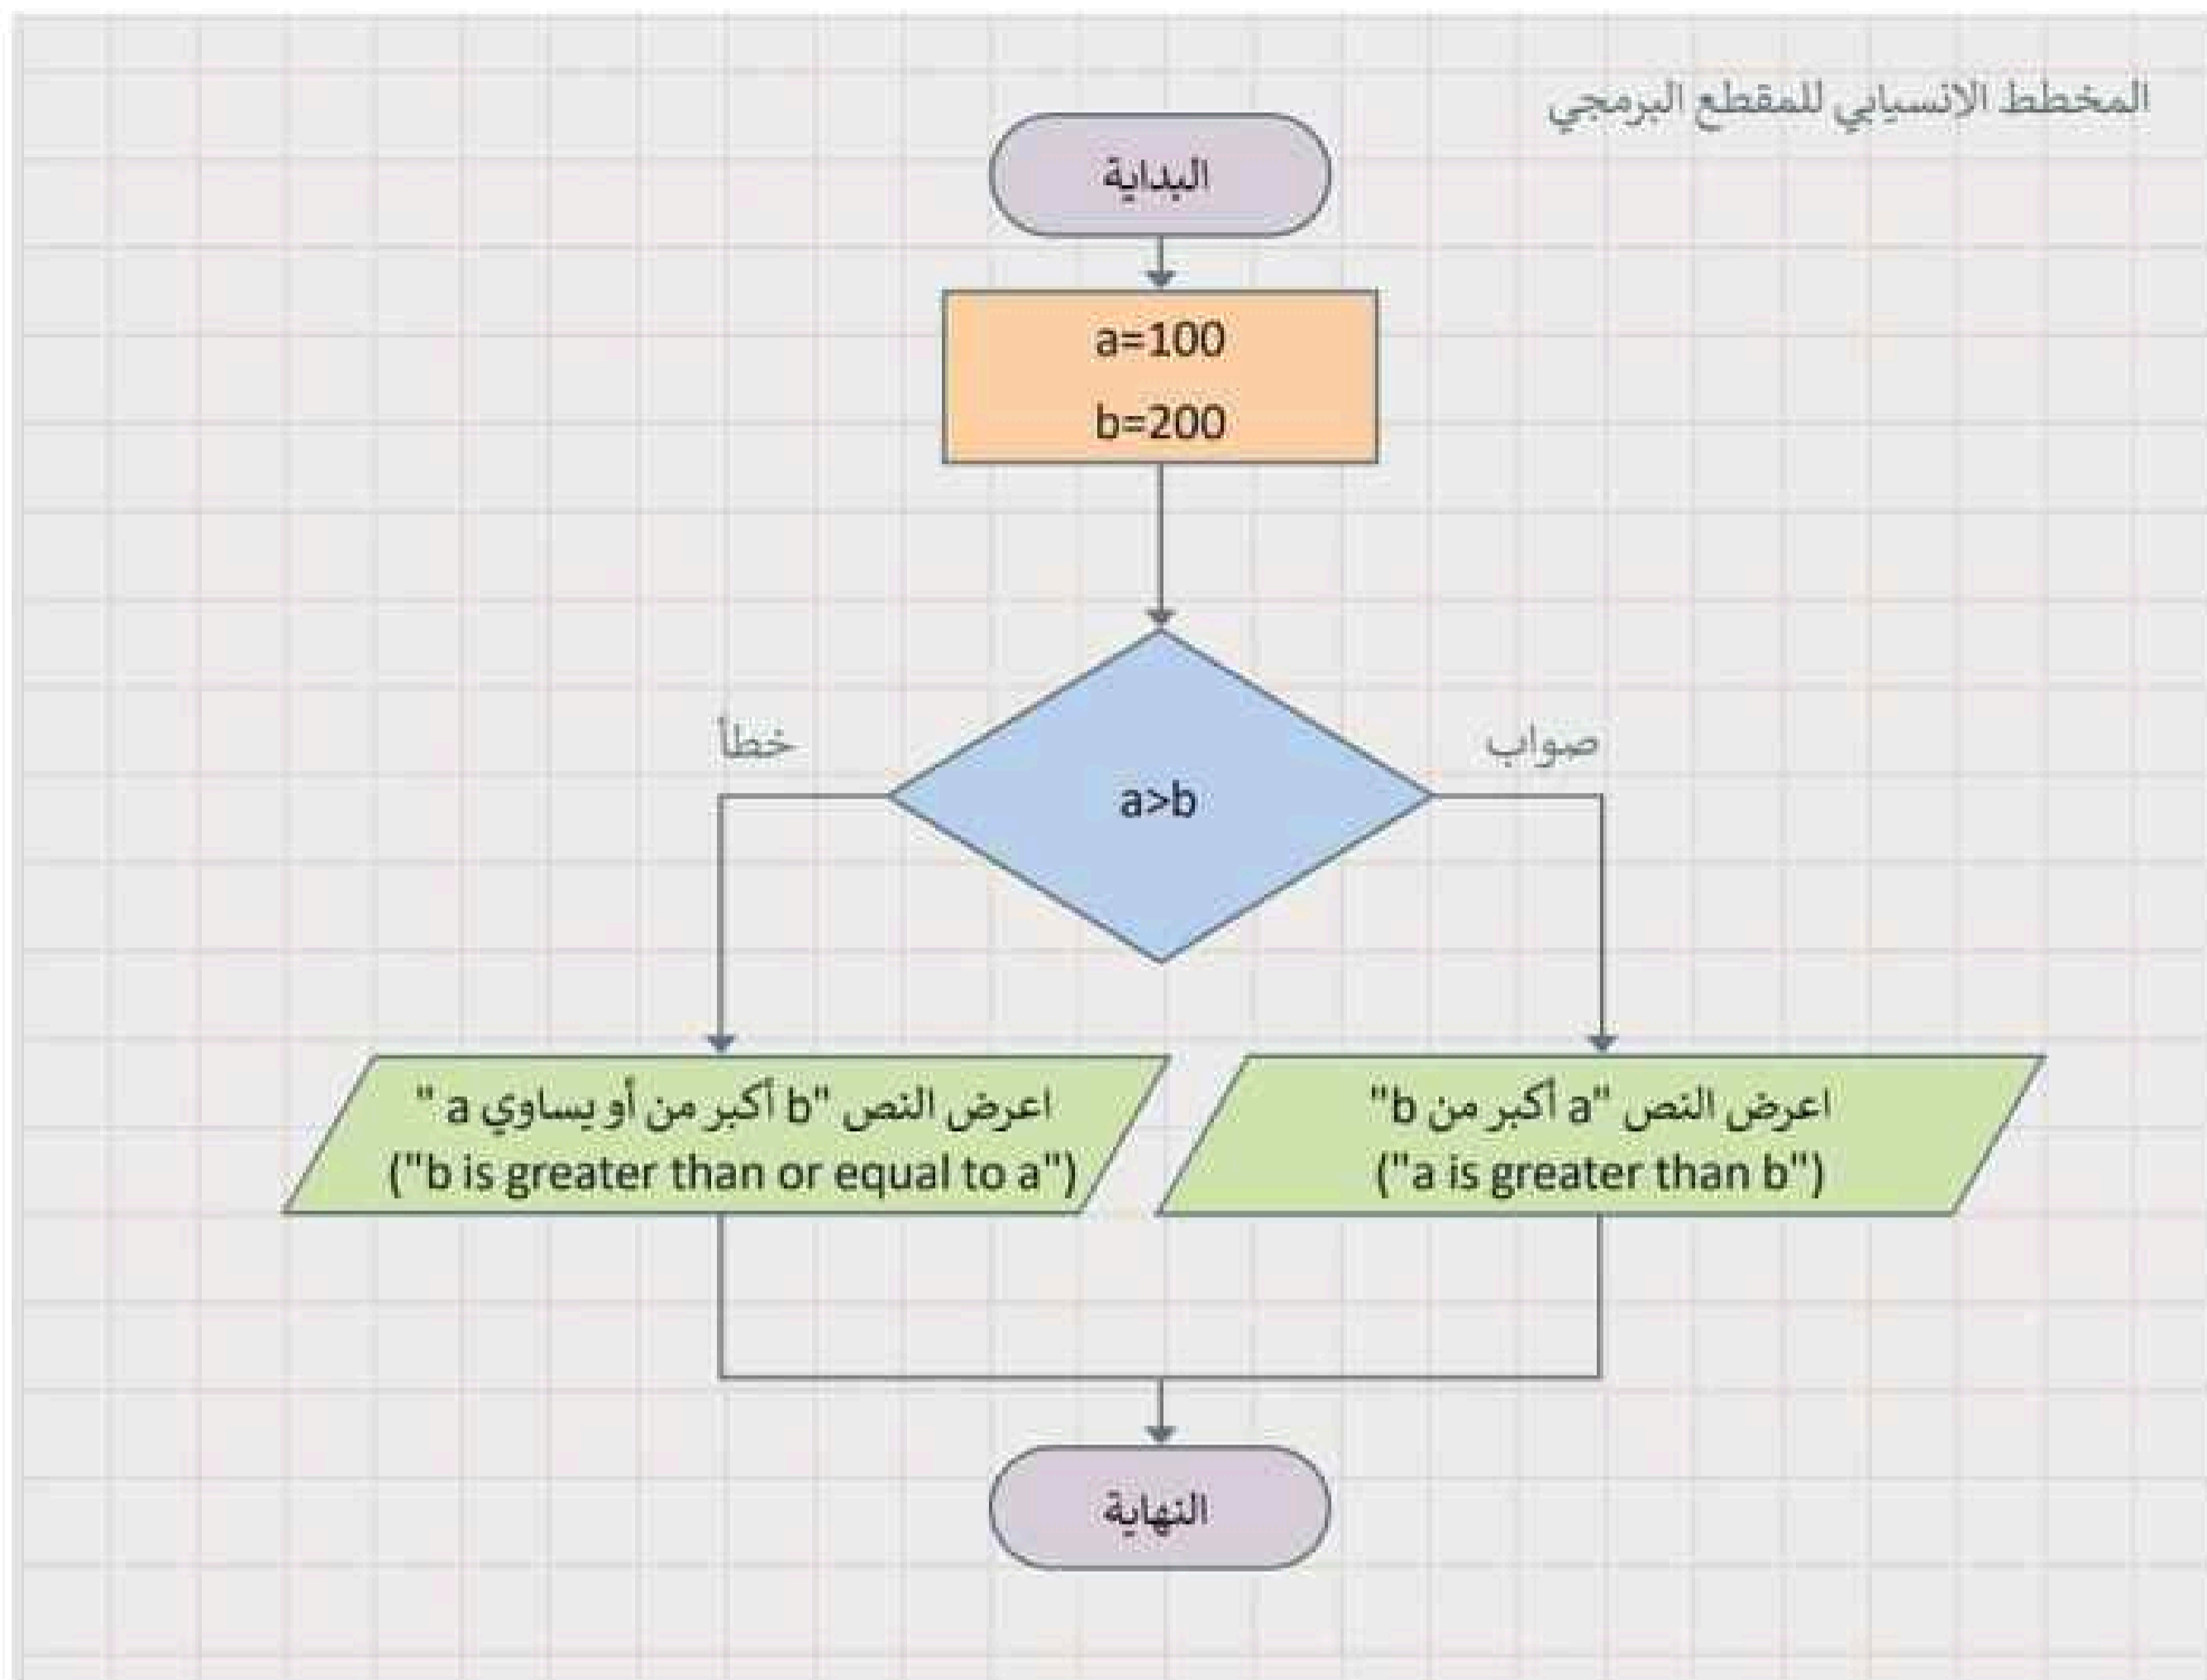 المخطط الانسيابي للمقطع البرمجي
البداية
a=100
b=200
a>b
صواب
خطأ
اعرض النص "a أكبر من b"
("a is greater than b")
اعرض النص "b أكبر من أو يساوي a "
("b is greater than or equal to a")
النهاية